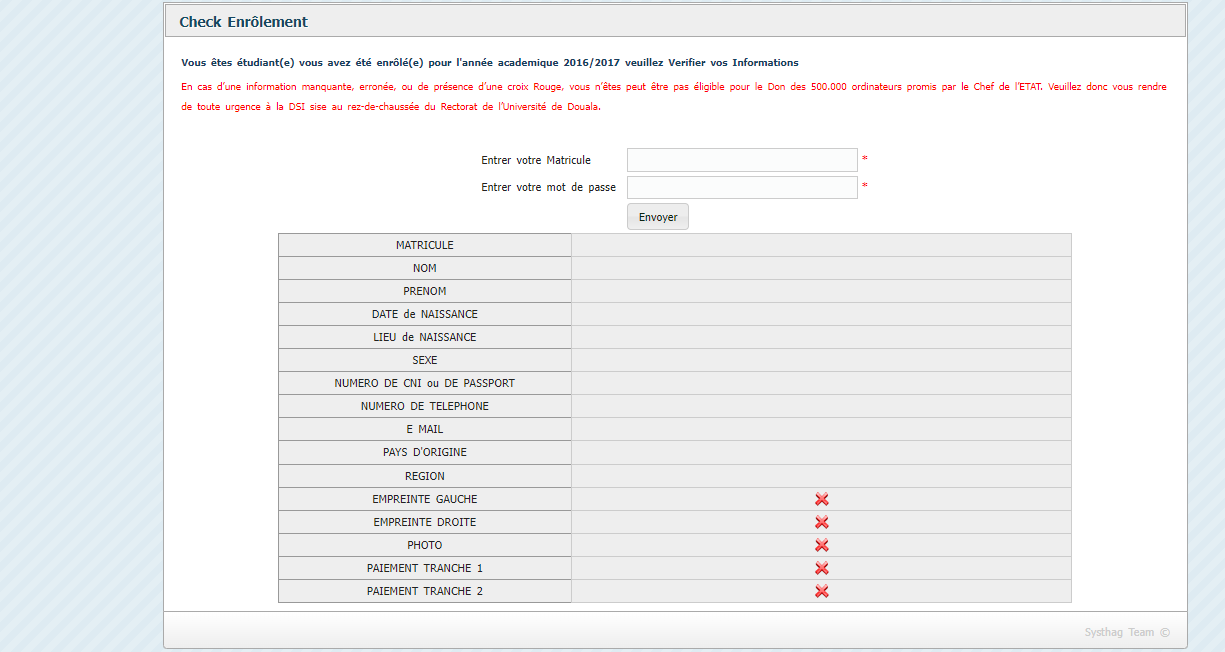 Check Enrôlement
Vous êtes étudiant(e) vous avez été enrôlé(e) pour l'année academique 2016/2017 veuillez Verifier vos Informations
En cas d'une information manquante, erronée, ou de présence d'une croix Rouge, vous n'êtes peut être pas éligible pour le Don des 500.000 ordinateurs promis par le Chef de l'ETAT. Veuillez donc vous rendre
de toute urgence à la DSI sise au rez-de-chaussée du Rectorat de l'Université de Douala.
Entrer votre Matricule *
Entrer votre mot de passe *
Envoyer
MATRICULE
NOM
PRENOM
DATE de NAISSANCE
LIEU de NAISSANCE
SEXE
NUMERO DE CNI ou DE PASSPORT
NUMERO DE TELEPHONE
E MAIL
PAYS D'ORIGINE
REGION
EMPREINTE GAUCHE
EMPREINTE DROITE
PHOTO
PAIEMENT TRANCHE 1
PAIEMENT TRANCHE 2
Systhag Team ©